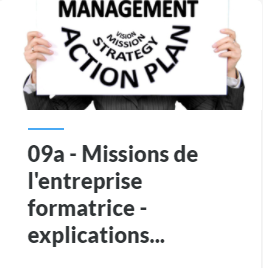 MANAGEMENT
VISION
MISSION
STRATEGY
ACTION PLAN
09a - Missions de
l'entreprise
formatrice -
explications...